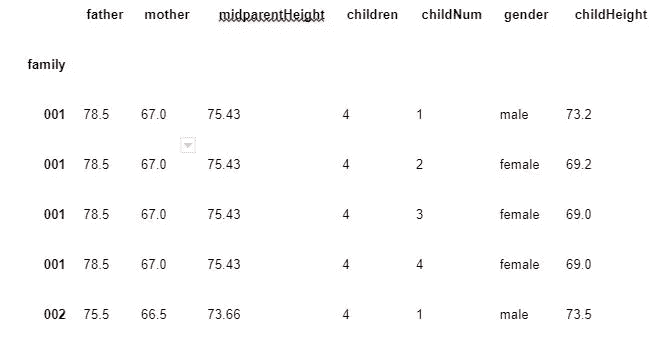 father mother midparentHeight children childNum gender childHeight
family
001 78.5 67.0 75.43 4 1 male 73.2
001 78.5 67.0 75.43 4 2 female 69.2
001 78.5 67.0 75.43 4 3 female 69.0
001 78.5 67.0 75.43 4 4 female 69.0
002 75.5 66.5 73.66 4 1 male 73.5